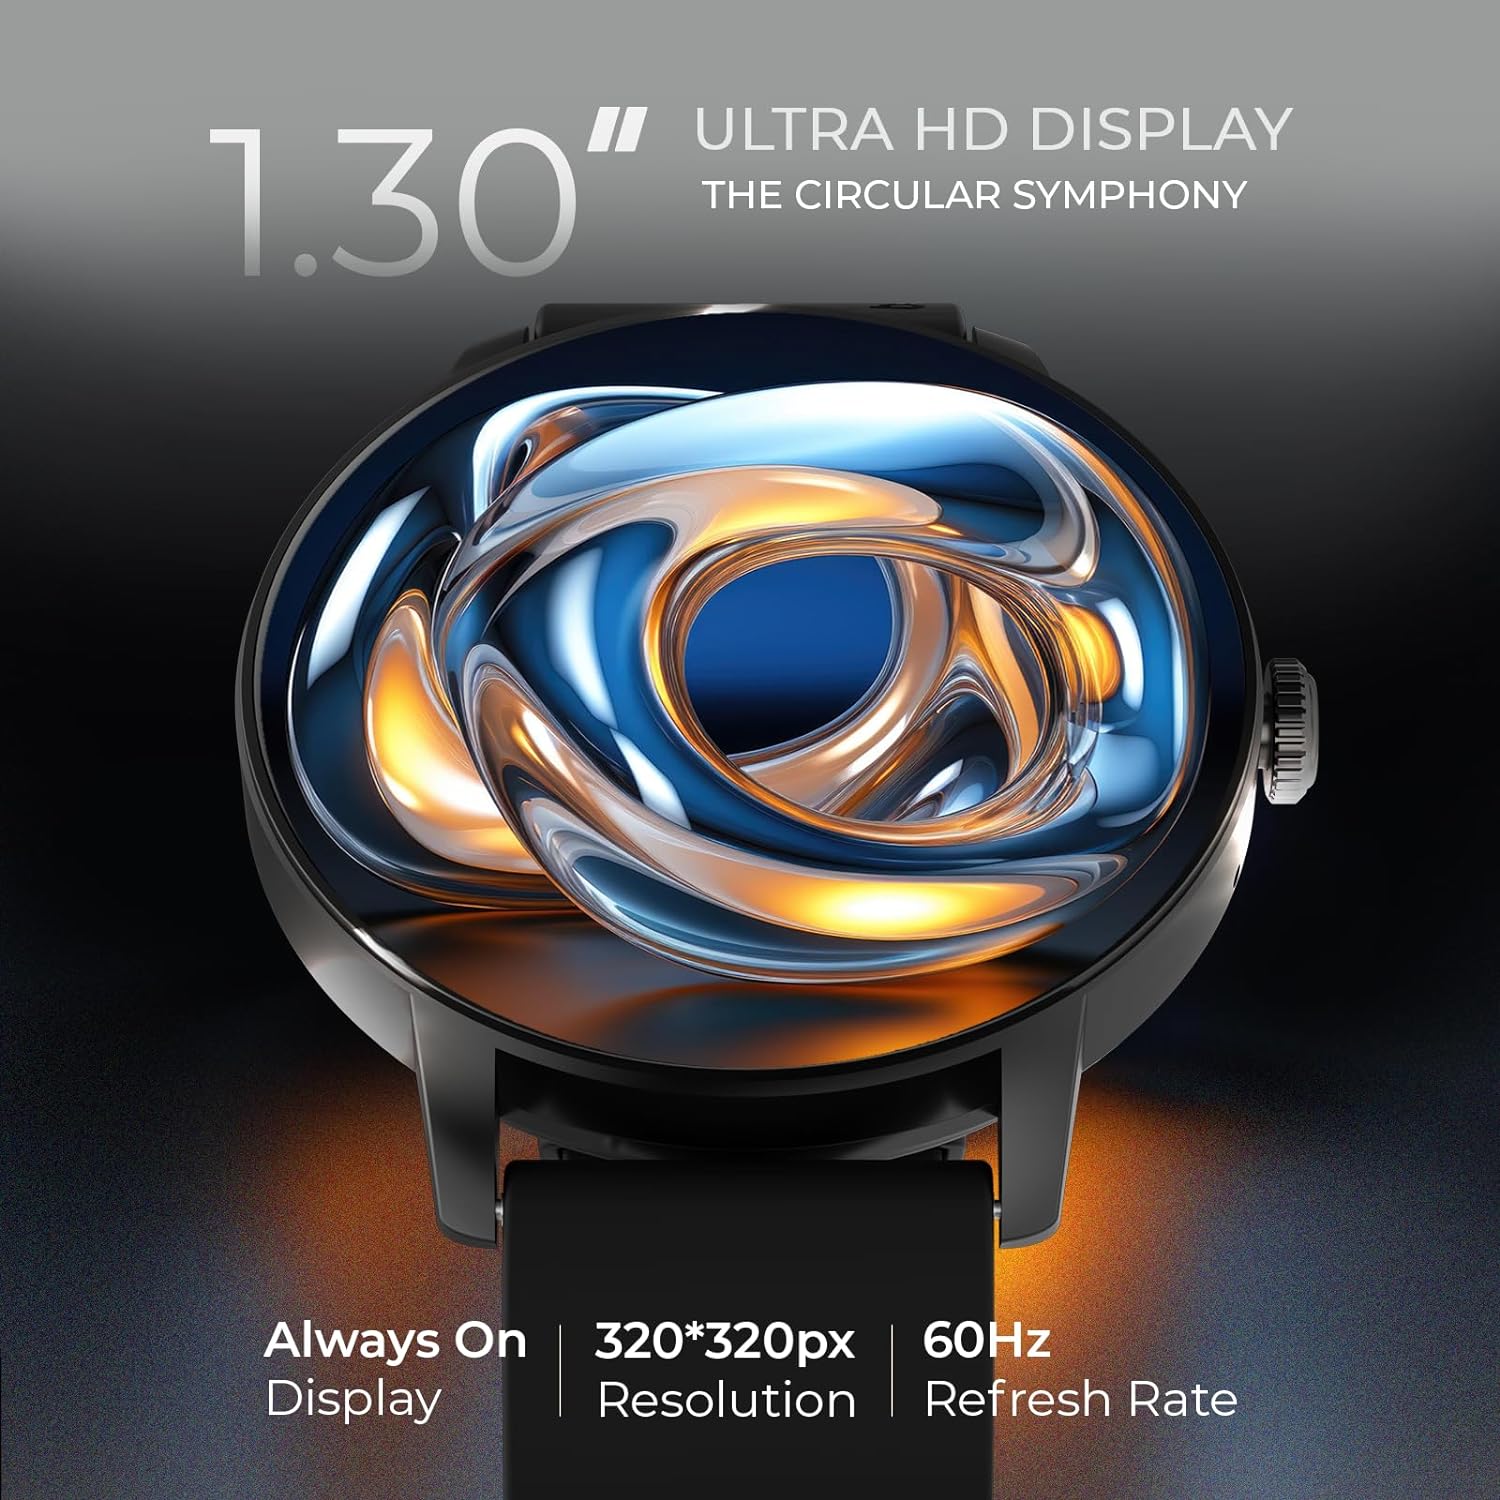 1.30"
ULTRA HD DISPLAY
THE CIRCULAR SYMPHONY
Always On
Display
320*320px
Resolution
60Hz
Refresh Rate